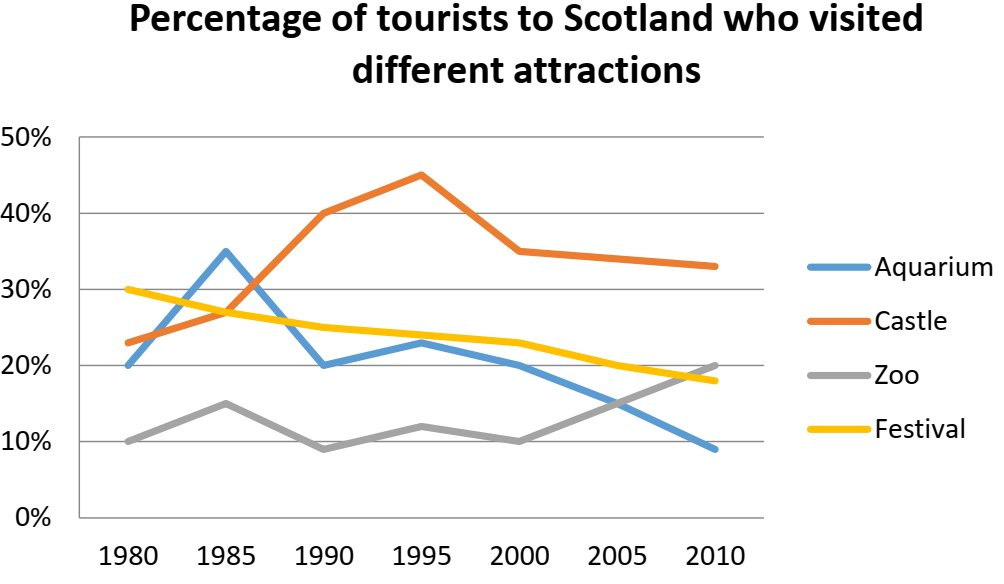 Percentage of tourists to Scotland who visited
different attractions
50%
40%
30%
20%
10%
0%
1980 1985 1990 1995 2000 2005 2010
Aquarium
Castle
Zoo
Festival